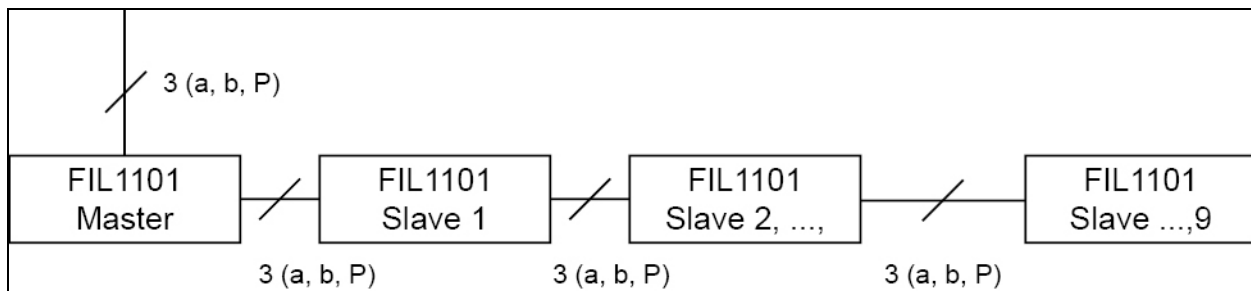 3 (a, b, P)
FIL1101
Master
FIL1101
Slave 1
FIL1101
Slave 2, ...,
FIL1101
Slave ...,9
3 (a, b, P)
3 (a, b, P)
3 (a, b, P)